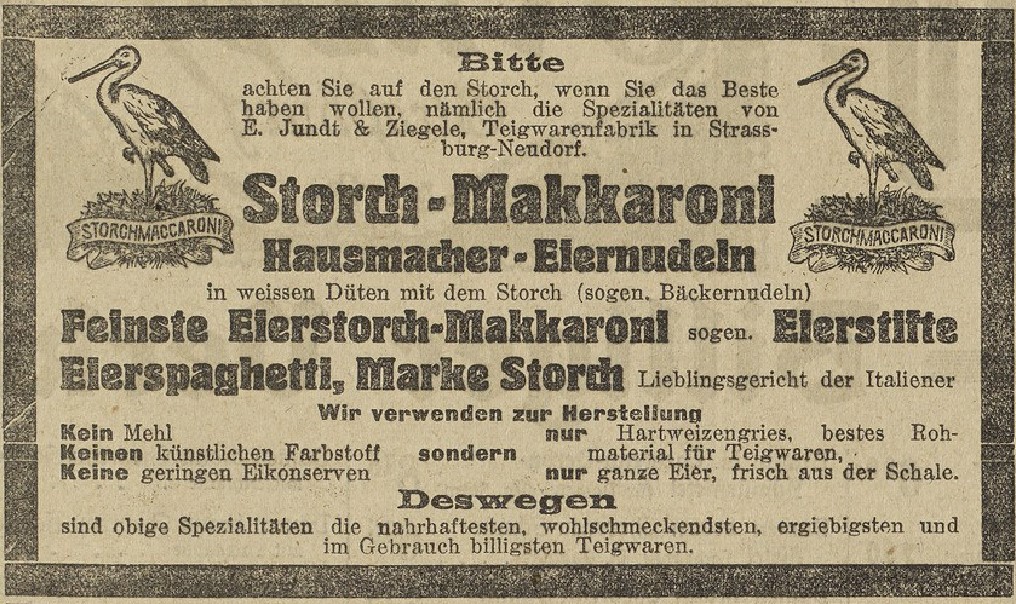 Bitte
achten Sie auf den Storch, wenn Sie das Beste
haben wollen, nämlich die Spezialitäten von
E. Jundt & Ziegele, Teigwarenfabrik in Strass-
burg-Neudorf.
STORCHMACCARONI
STORCHMACCARONI
Storch-Makkaroni
Hausmacher-Eiernudeln
in weissen Düten mit dem Storch (sogen. Bäckernudeln)
Feinste Eierstorch-Makkaroni sogen. Eierstifte
Eierspaghetti, Marke Storch Lieblingsgericht der Italiener
Wir verwenden zur Herstellung
Kein Mehl
Keinen künstlichen Farbstoff
Keine geringen Eikonserven
sondern
nur Hartweizengries, bestes Roh-
material für Teigwaren,
nur ganze Eier, frisch aus der Schale.
Deswegen
sind obige Spezialitäten die nahrhaftesten, wohlschmeckendsten, ergiebigsten und
im Gebrauch billigsten Teigwaren.